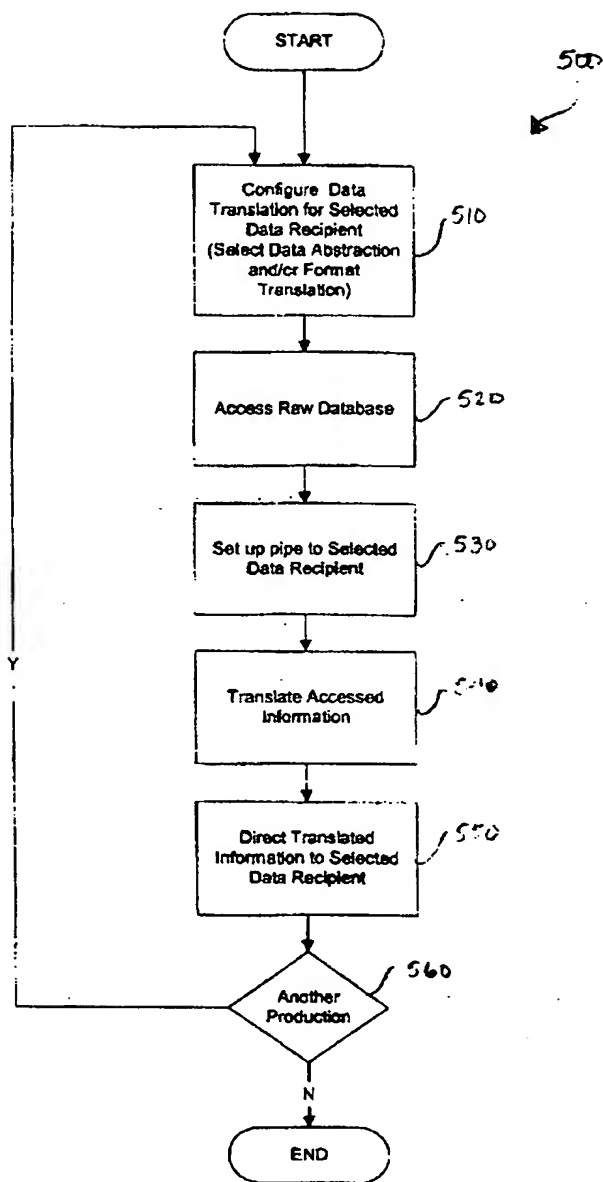 START
500
Configure Data
Translation for Selected
Data Recipient
(Select Data Abstraction
and/cr Format
Translation)
510
Access Raw Database
520
Set up pipe to Selected
Data Recipient
530
Translate Accessed
Information
540
Direct Translated
Information to Selected
Data Recipient
550
Y
Another
Production
560
N
END